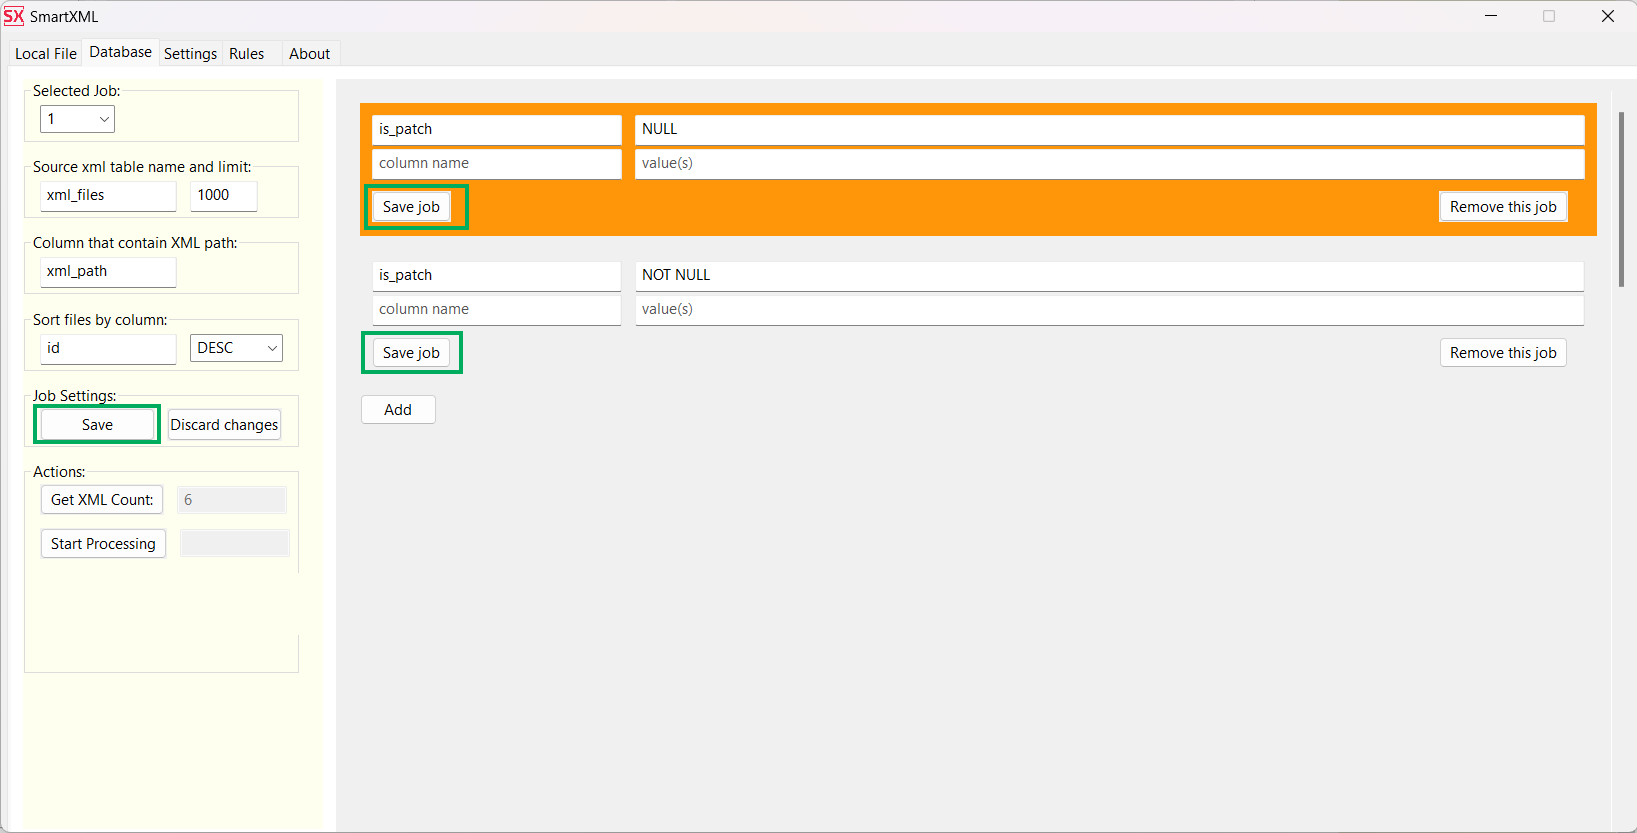 SX SmartXML
Local File Database Settings Rules About
Selected Job:
1
Source xml table name and limit:
xml_files 1000
Column that contain XML path:
xml_path
Sort files by column:
id DESC
Job Settings:
Save Discard changes
Actions:
Get XML Count: 6
Start Processing
is_patch NULL
column name value(s)
Save job Remove this job
is_patch NOT NULL
column name value(s)
Save job Remove this job
Add